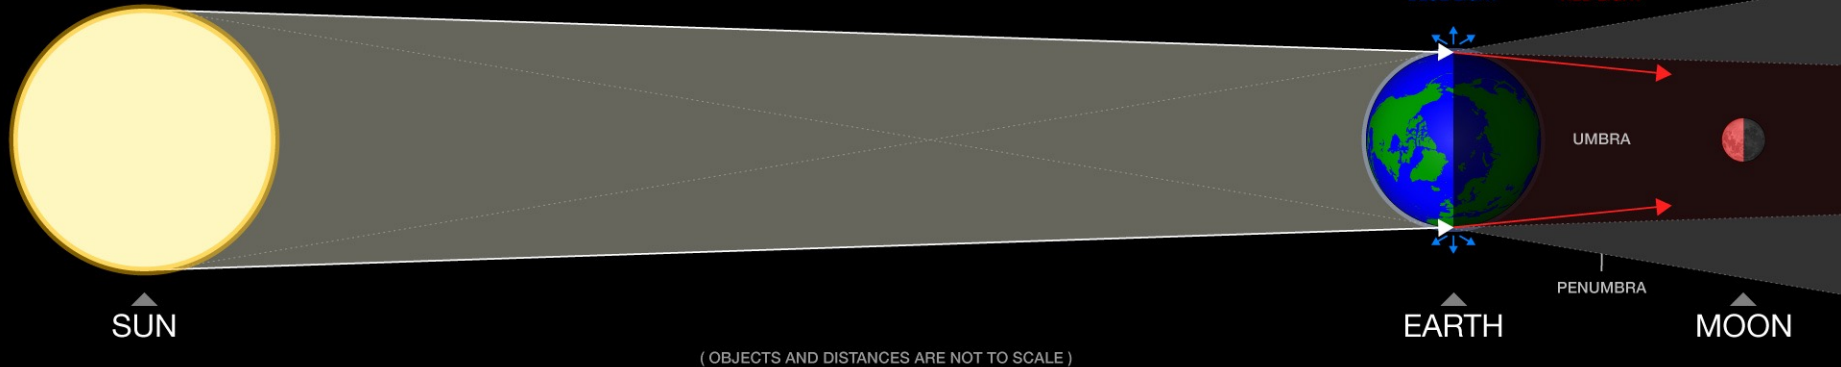 UMBRA
PENUMBRA
SUN
EARTH
MOON
( OBJECTS AND DISTANCES ARE NOT TO SCALE )